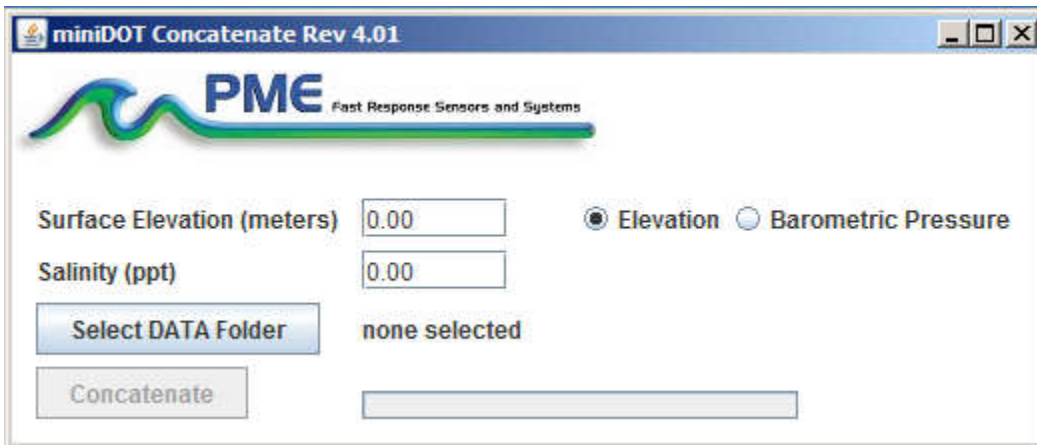 miniDOT Concatenate Rev 4.01
PME Fast Response Sensors and Systems
Surface Elevation (meters) 0.00 Elevation Barometric Pressure
Salinity (ppt) 0.00
Select DATA Folder none selected
Concatenate